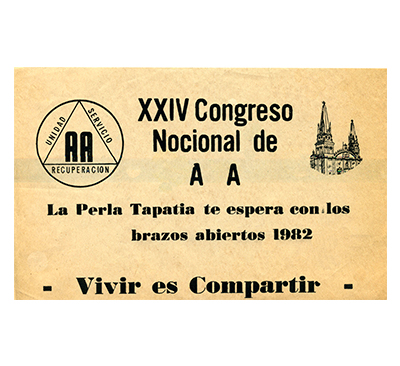 UNIDAD
SERVICIO
AA
RECUPERACION
XXIV Congreso
Nocional de
A A
La Perla Tapatia te espera con los
brazos abiertos 1982
- Vivir es Compartir -